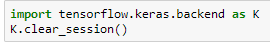 import tensorflow.keras.backend as K
K.clear_session()